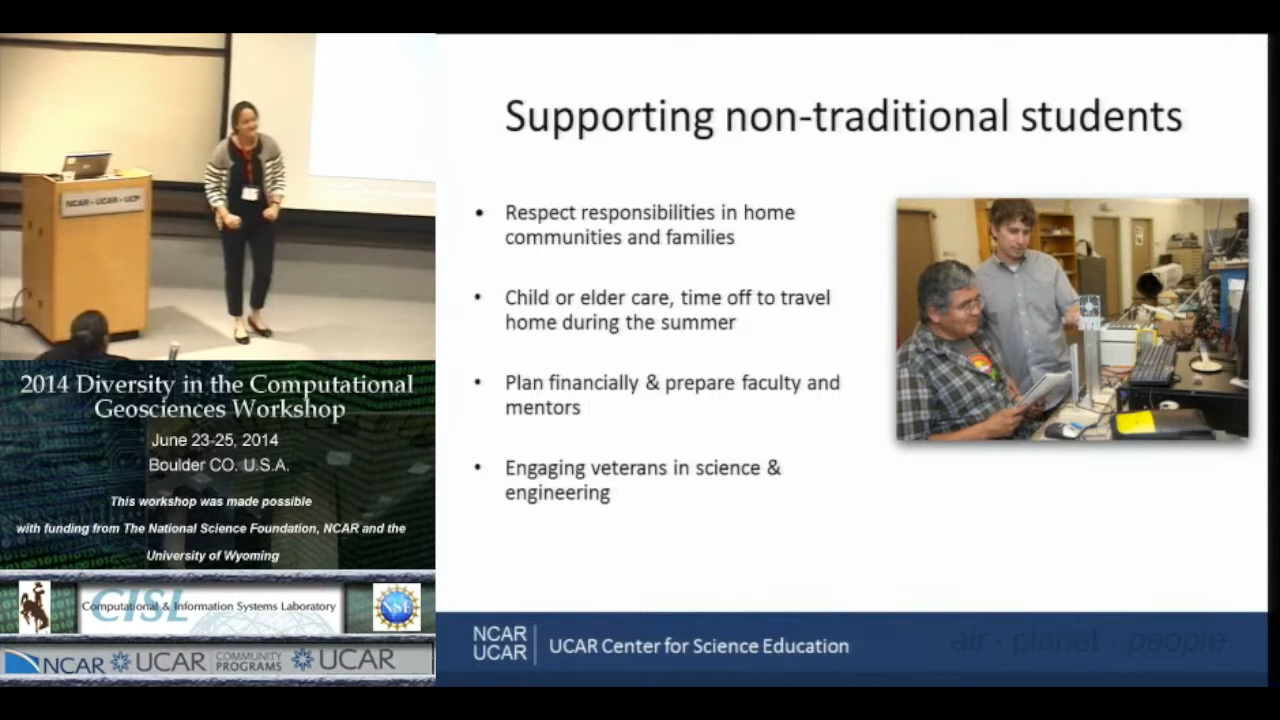 NCAR • UCAR • UCP
2014 Diversity in the Computational
Geosciences Workshop
June 23-25, 2014
Boulder CO. U.S.A.
This workshop was made possible
with funding from The National Science Foundation, NCAR and the
University of Wyoming
CISL
Computational & Information Systems Laboratory
NSF
NCAR UCAR COMMUNITY PROGRAMS UCAR
Supporting non-traditional students
• Respect responsibilities in home
communities and families
• Child or elder care, time off to travel
home during the summer
• Plan financially & prepare faculty and
mentors
• Engaging veterans in science &
engineering
NCAR
UCAR
UCAR Center for Science Education
air • planet • people